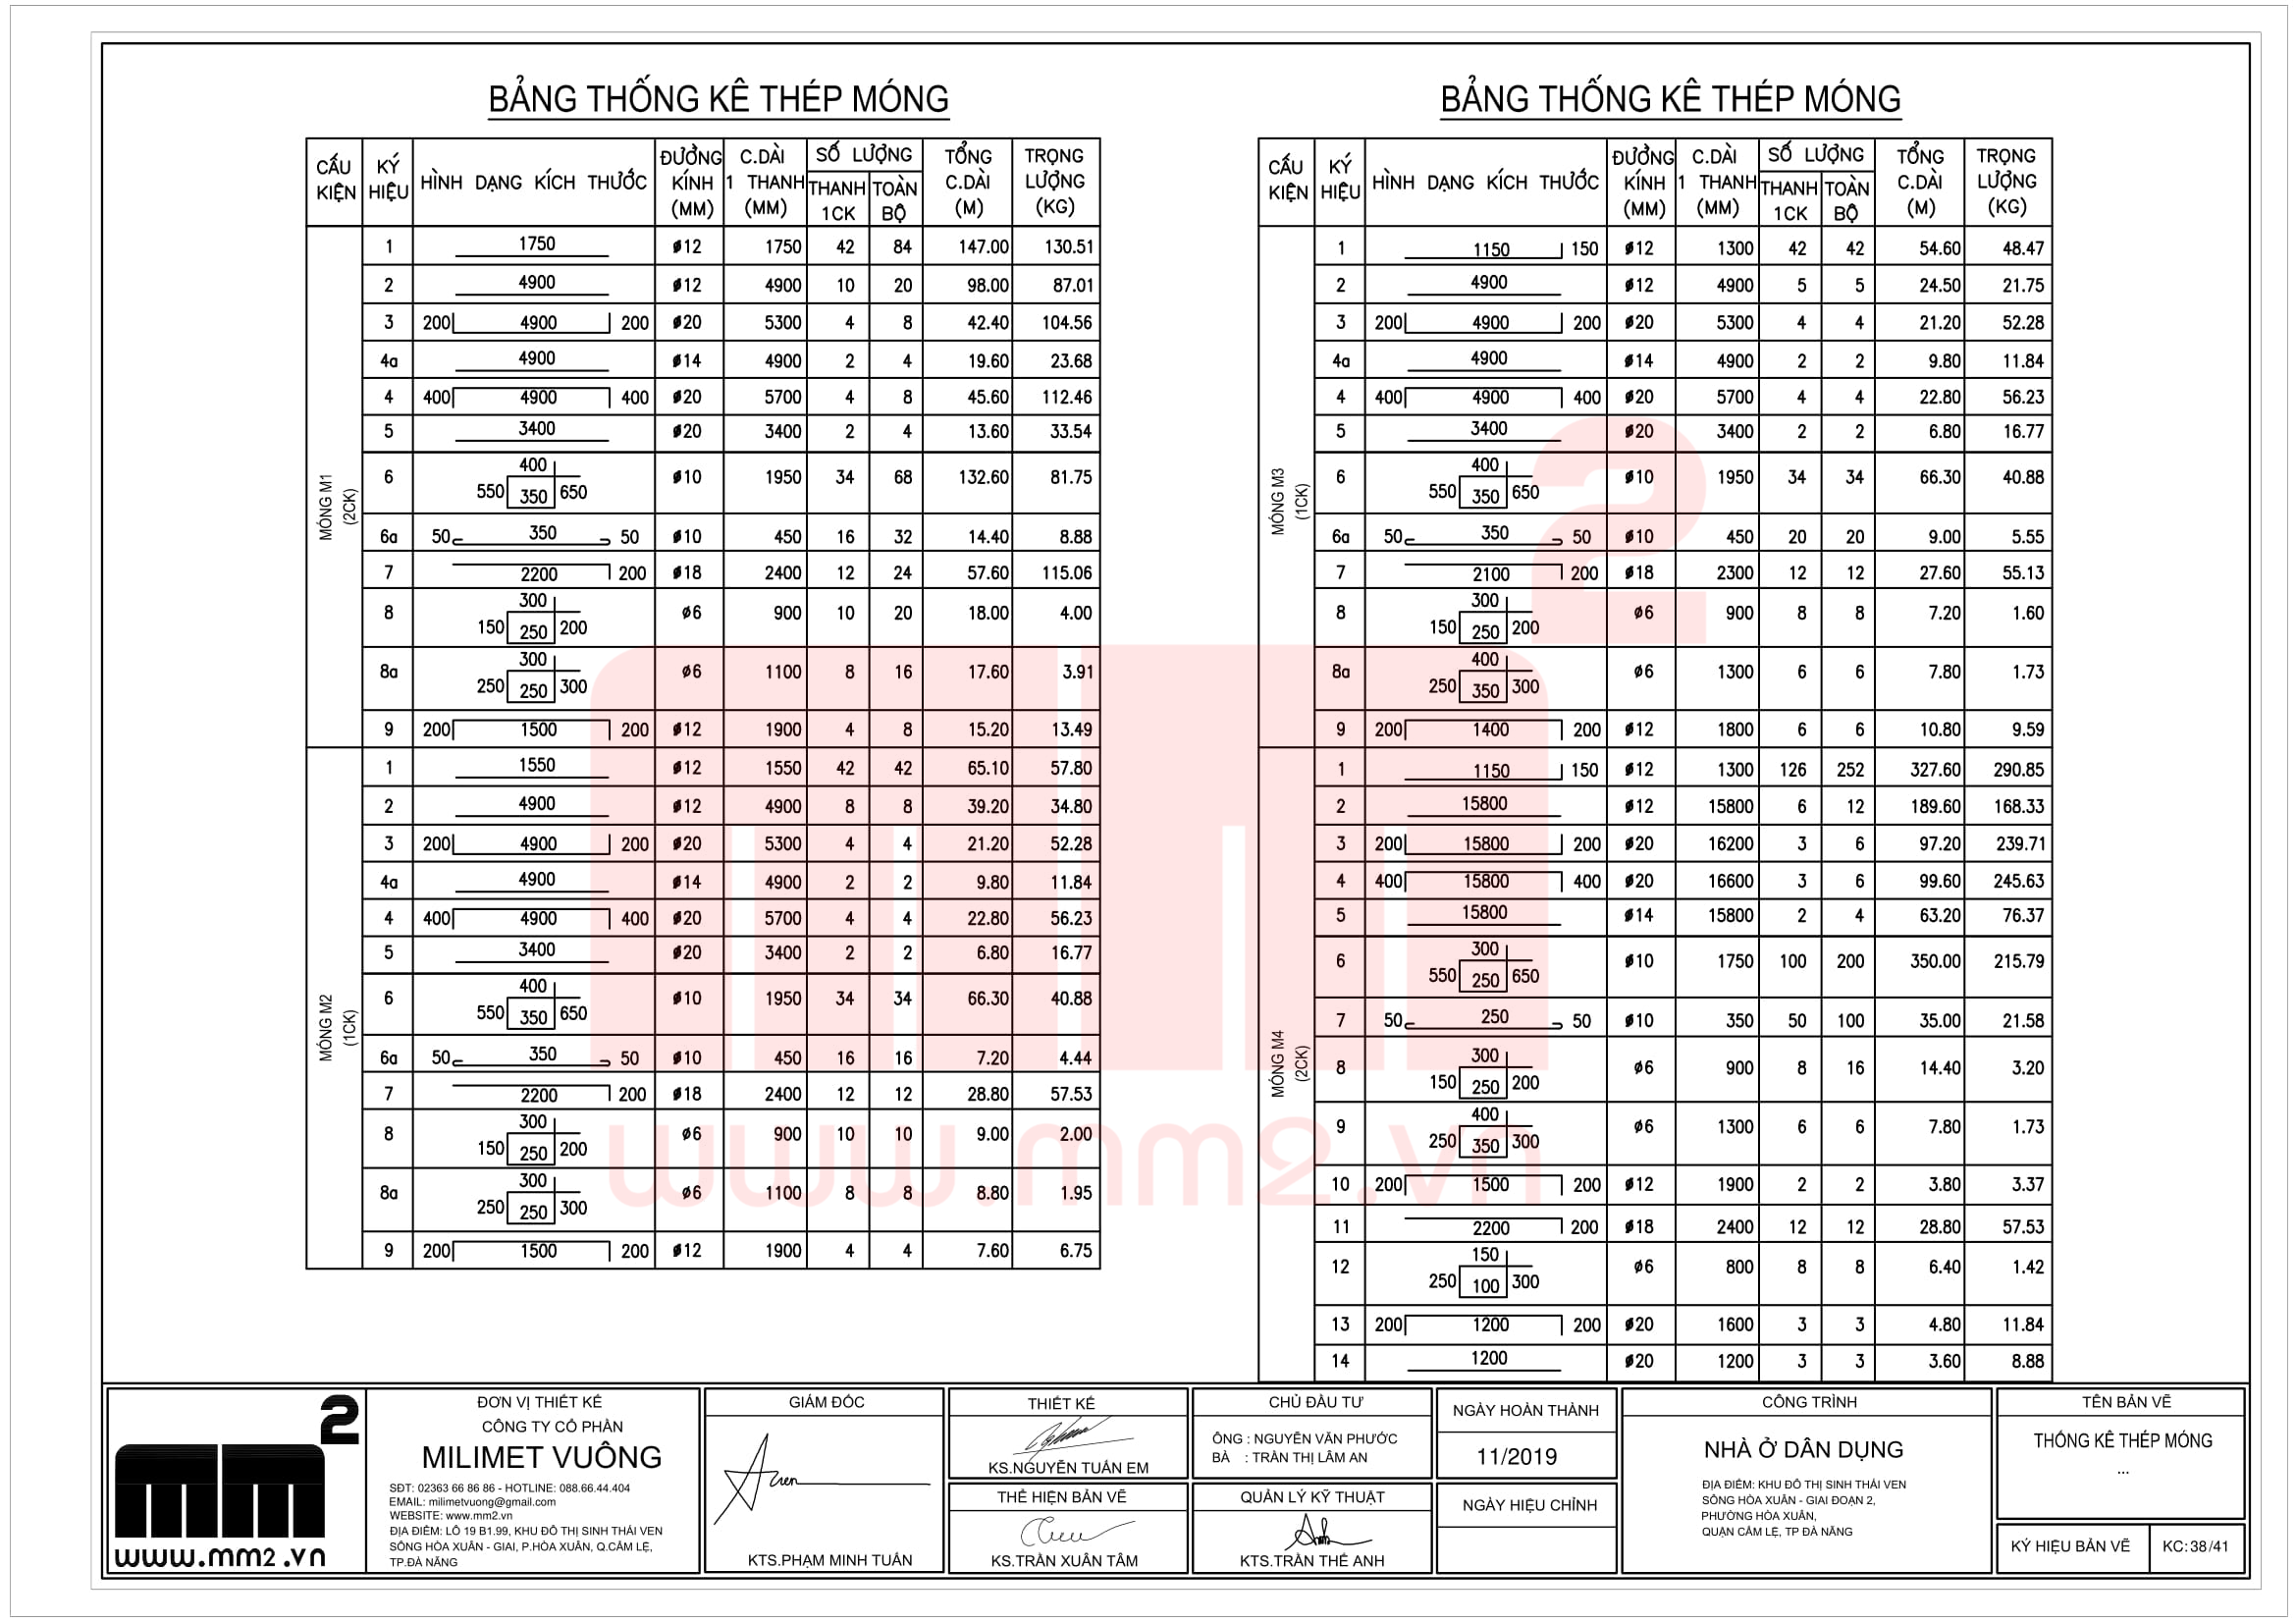 BẢNG THỐNG KÊ THÉP MÓNG
CẤU KIỆN KÝ HIỆU HÌNH DẠNG KÍCH THƯỚC ĐƯỜNG KÍNH (MM) C.DÀI 1 THANH (MM) SỐ LƯỢNG THANH 1CK TOÀN BỘ TỔNG C.DÀI (M) TRỌNG LƯỢNG (KG)
MÓNG M1
(2CK)
1 1750 ø12 1750 42 84 147.00 130.51
2 4900 ø12 4900 10 20 98.00 87.01
3 200 4900 200 ø20 5300 4 8 42.40 104.56
4a 4900 ø14 4900 2 4 19.60 23.68
4 400 4900 400 ø20 5700 4 8 45.60 112.46
5 3400 ø20 3400 2 4 13.60 33.54
6 400 550 350 650 ø10 1950 34 68 132.60 81.75
6a 50 350 50 ø10 450 16 32 14.40 8.88
7 2200 200 ø18 2400 12 24 57.60 115.06
8 300 150 250 200 ø6 900 10 20 18.00 4.00
8a 300 250 250 300 ø6 1100 8 16 17.60 3.91
9 200 1500 200 ø12 1900 4 8 15.20 13.49
MÓNG M2
(1CK)
1 1550 ø12 1550 42 42 65.10 57.80
2 4900 ø12 4900 8 8 39.20 34.80
3 200 4900 200 ø20 5300 4 4 21.20 52.28
4a 4900 ø14 4900 2 2 9.80 11.84
4 400 4900 400 ø20 5700 4 4 22.80 56.23
5 3400 ø20 3400 2 2 6.80 16.77
6 400 550 350 650 ø10 1950 34 34 66.30 40.88
6a 50 350 50 ø10 450 16 16 7.20 4.44
7 2200 200 ø18 2400 12 12 28.80 57.53
8 300 150 250 200 ø6 900 10 10 9.00 2.00
8a 300 250 250 300 ø6 1100 8 8 8.80 1.95
9 200 1500 200 ø12 1900 4 4 7.60 6.75
BẢNG THỐNG KÊ THÉP MÓNG
CẤU KIỆN KÝ HIỆU HÌNH DẠNG KÍCH THƯỚC ĐƯỜNG KÍNH (MM) C.DÀI 1 THANH (MM) SỐ LƯỢNG THANH 1CK TOÀN BỘ TỔNG C.DÀI (M) TRỌNG LƯỢNG (KG)
MÓNG M3
(1CK)
1 1150 150 ø12 1300 42 42 54.60 48.47
2 4900 ø12 4900 5 5 24.50 21.75
3 200 4900 200 ø20 5300 4 4 21.20 52.28
4a 4900 ø14 4900 2 2 9.80 11.84
4 400 4900 400 ø20 5700 4 4 22.80 56.23
5 3400 ø20 3400 2 2 6.80 16.77
6 400 550 350 650 ø10 1950 34 34 66.30 40.88
6a 50 350 50 ø10 450 20 20 9.00 5.55
7 2100 200 ø18 2300 12 12 27.60 55.13
8 300 150 250 200 ø6 900 8 8 7.20 1.60
8a 400 250 350 300 ø6 1300 6 6 7.80 1.73
9 200 1400 200 ø12 1800 6 6 10.80 9.59
MÓNG M4
(2CK)
1 1150 150 ø12 1300 126 252 327.60 290.85
2 15800 ø12 15800 6 12 189.60 168.33
3 200 15800 200 ø20 16200 3 6 97.20 239.71
4 400 15800 400 ø20 16600 3 6 99.60 245.63
5 15800 ø14 15800 2 4 63.20 76.37
6 300 550 250 650 ø10 1750 100 200 350.00 215.79
7 50 250 50 ø10 350 50 100 35.00 21.58
8 300 150 250 200 ø6 900 8 16 14.40 3.20
9 400 250 350 300 ø6 1300 6 6 7.80 1.73
10 200 1500 200 ø12 1900 2 2 3.80 3.37
11 2200 200 ø18 2400 12 12 28.80 57.53
12 150 250 100 300 ø6 800 8 8 6.40 1.42
13 200 1200 200 ø20 1600 3 3 4.80 11.84
14 1200 ø20 1200 3 3 3.60 8.88
mm2
www.mm2.vn
mm2
www.mm2.vn
ĐƠN VỊ THIẾT KẾ
CÔNG TY CỔ PHẦN
MILIMET VUÔNG
SĐT: 02363 66 86 86 - HOTLINE: 088.66.44.404
EMAIL: milimetvuong@gmail.com
WEBSITE: www.mm2.vn
ĐỊA ĐIỂM: LÔ 19 B1.99, KHU ĐÔ THỊ SINH THÁI VEN
SÔNG HÒA XUÂN - GIAI, P.HÒA XUÂN, Q.CẨM LỆ,
TP.ĐÀ NẴNG
GIÁM ĐỐC
KTS.PHẠM MINH TUẤN
THIẾT KẾ
KS.NGUYỄN TUẤN EM
THỂ HIỆN BẢN VẼ
KS.TRẦN XUÂN TÂM
CHỦ ĐẦU TƯ
ÔNG : NGUYỄN VĂN PHƯỚC
BÀ : TRẦN THỊ LÂM AN
QUẢN LÝ KỸ THUẬT
KTS.TRẦN THẾ ANH
NGÀY HOÀN THÀNH
11/2019
NGÀY HIỆU CHỈNH
CÔNG TRÌNH
NHÀ Ở DÂN DỤNG
ĐỊA ĐIỂM: KHU ĐÔ THỊ SINH THÁI VEN
SÔNG HÒA XUÂN - GIAI ĐOẠN 2,
PHƯỜNG HÒA XUÂN,
QUẬN CẨM LỆ, TP ĐÀ NẴNG
TÊN BẢN VẼ
THỐNG KÊ THÉP MÓNG
...
KÝ HIỆU BẢN VẼ KC: 38/41